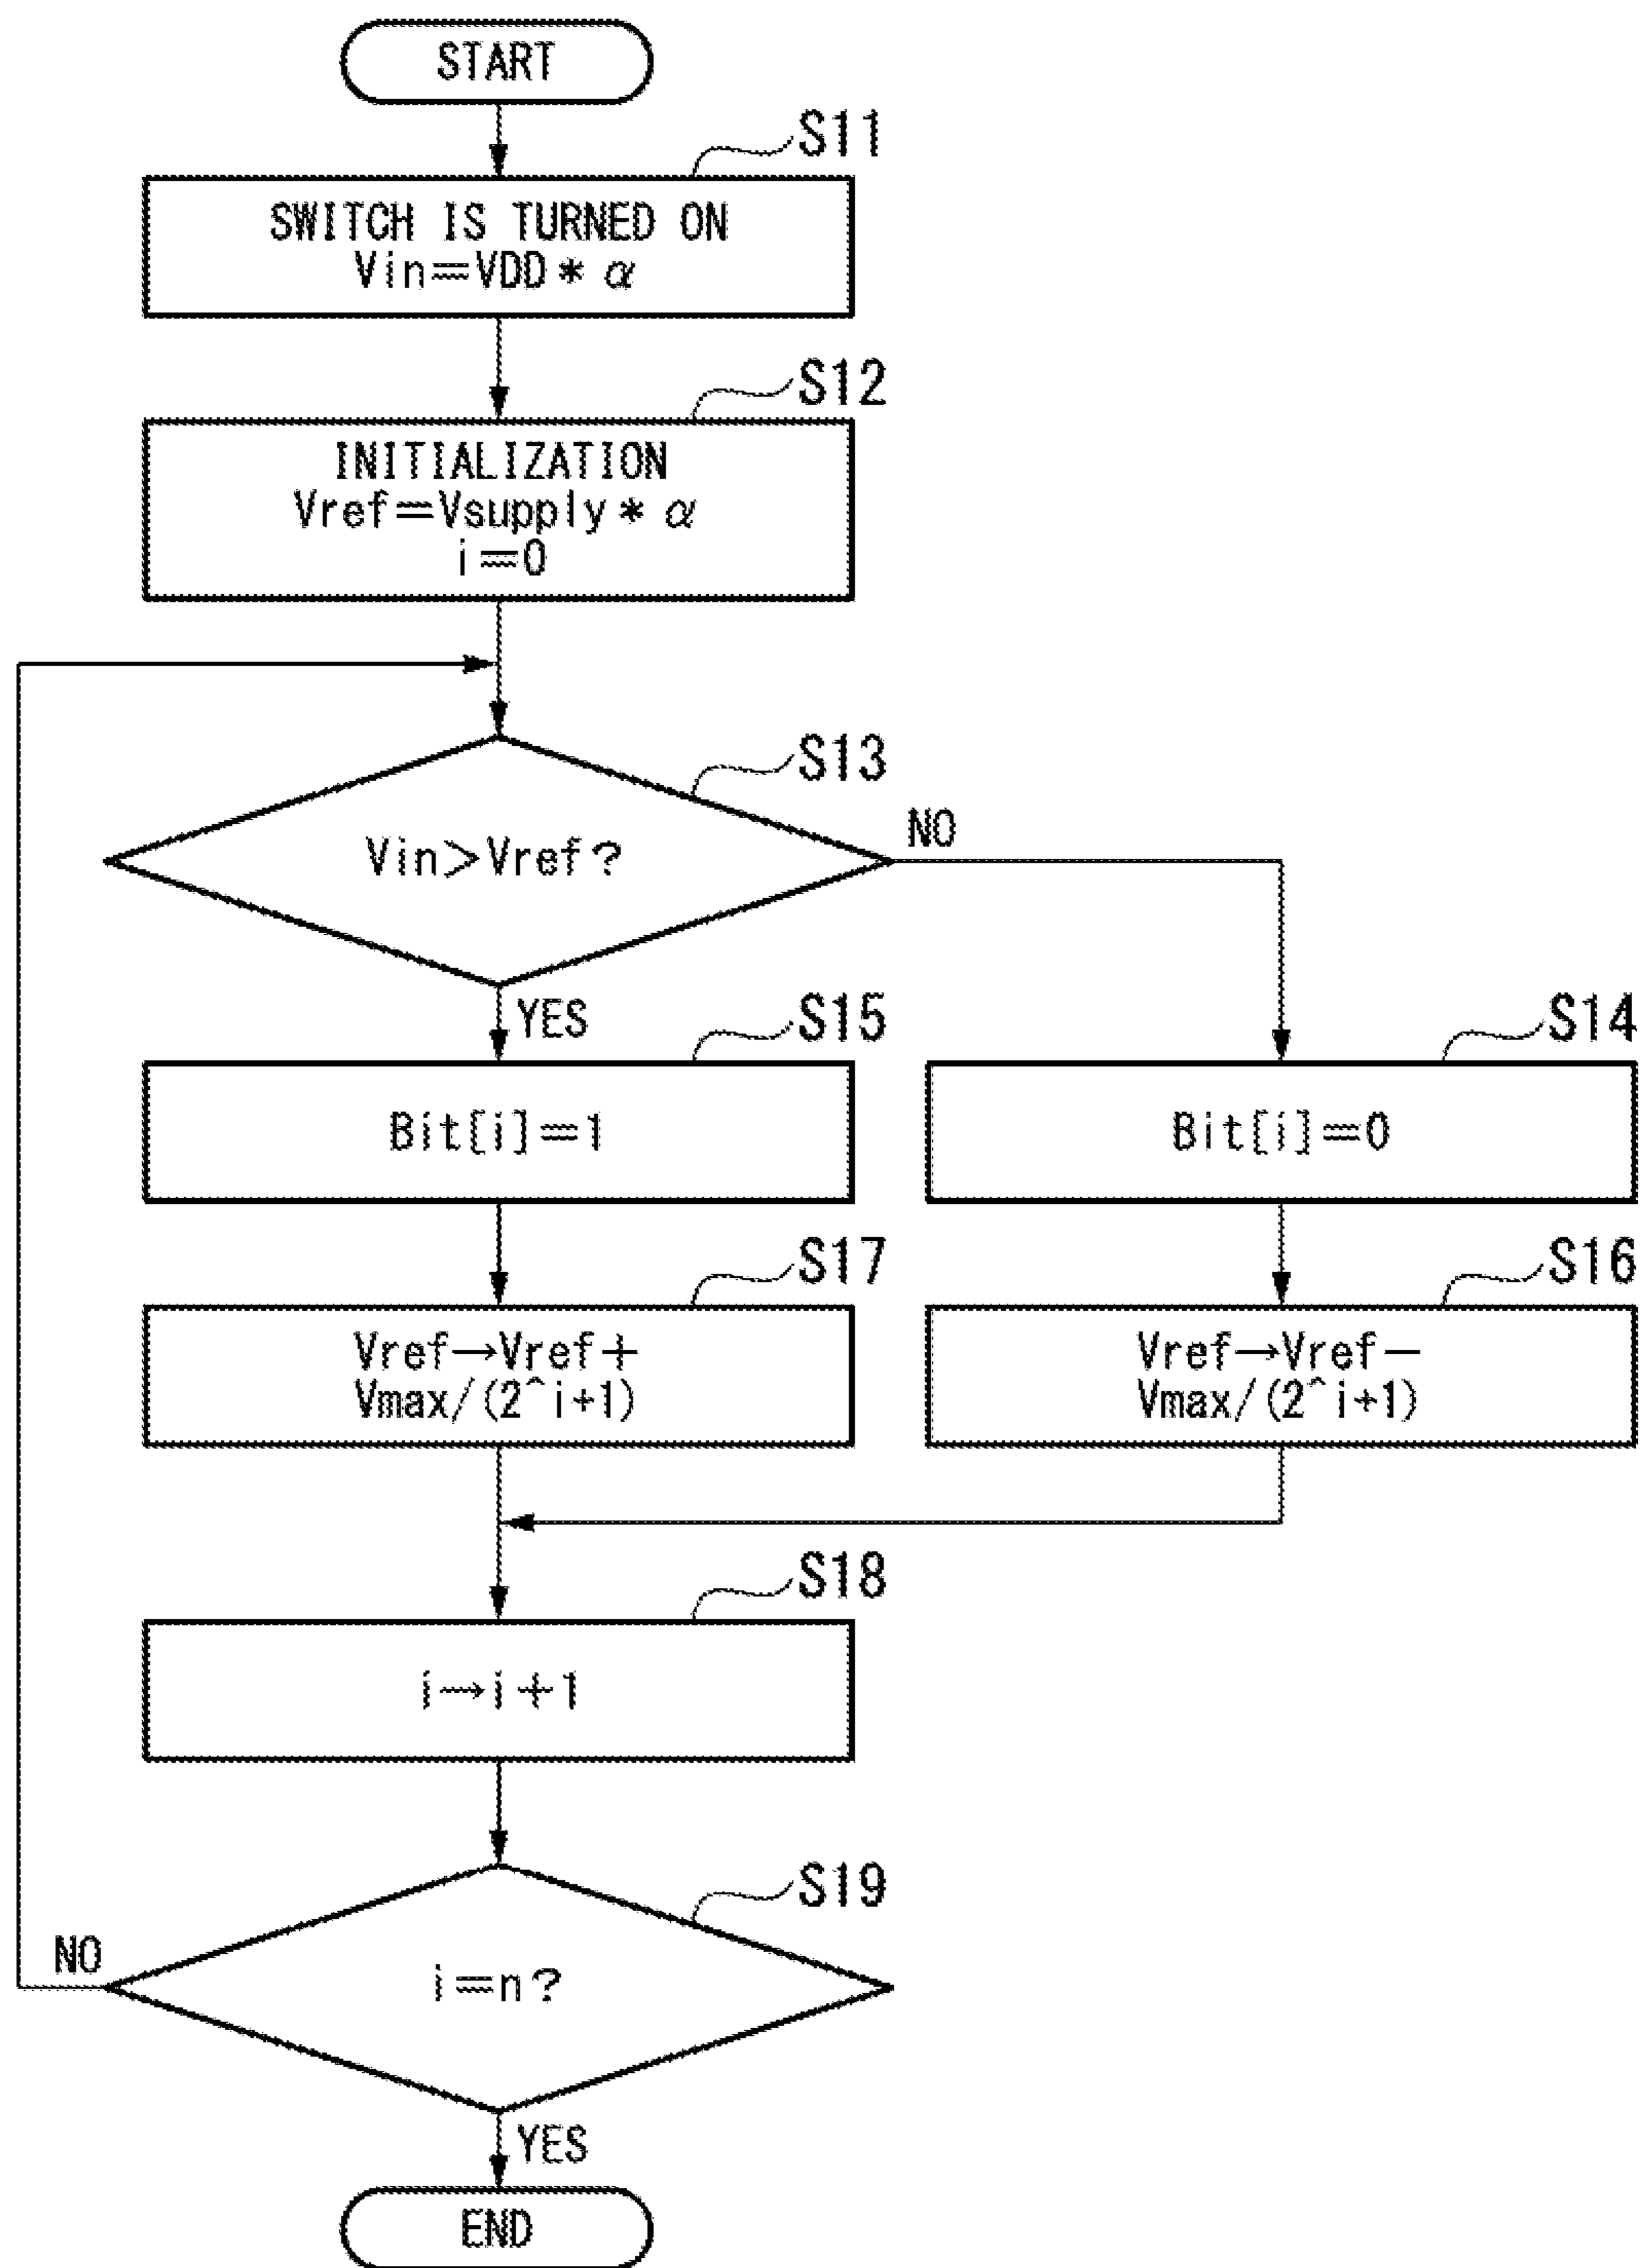 START
S11
SWITCH IS TURNED ON
Vin=VDD* α
S12
INITIALIZATION
Vref=Vsupply* α
i=0
S13
Vin>Vref?
NO
YES
S15
Bit[i]=1
S14
Bit[i]=0
S17
Vref→Vref+
Vmax/(2^i+1)
S16
Vref→Vref−
Vmax/(2^i+1)
S18
i→i+1
S19
i=n?
NO
YES
END